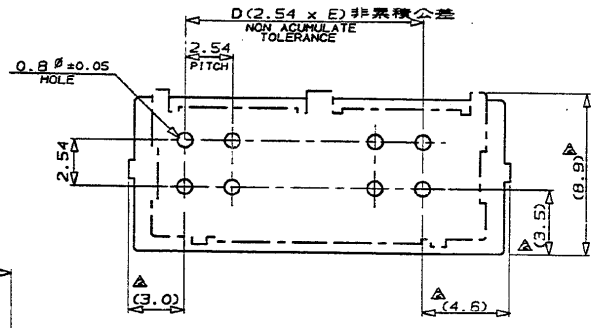 D(2.54 x E)非累積公差
NON ACUMULATE
TOLERANCE
2.54
PITCH
0.8 ø ±0.05
HOLE
2.54
(8.9)
(3.5)
(3.0)
(4.6)